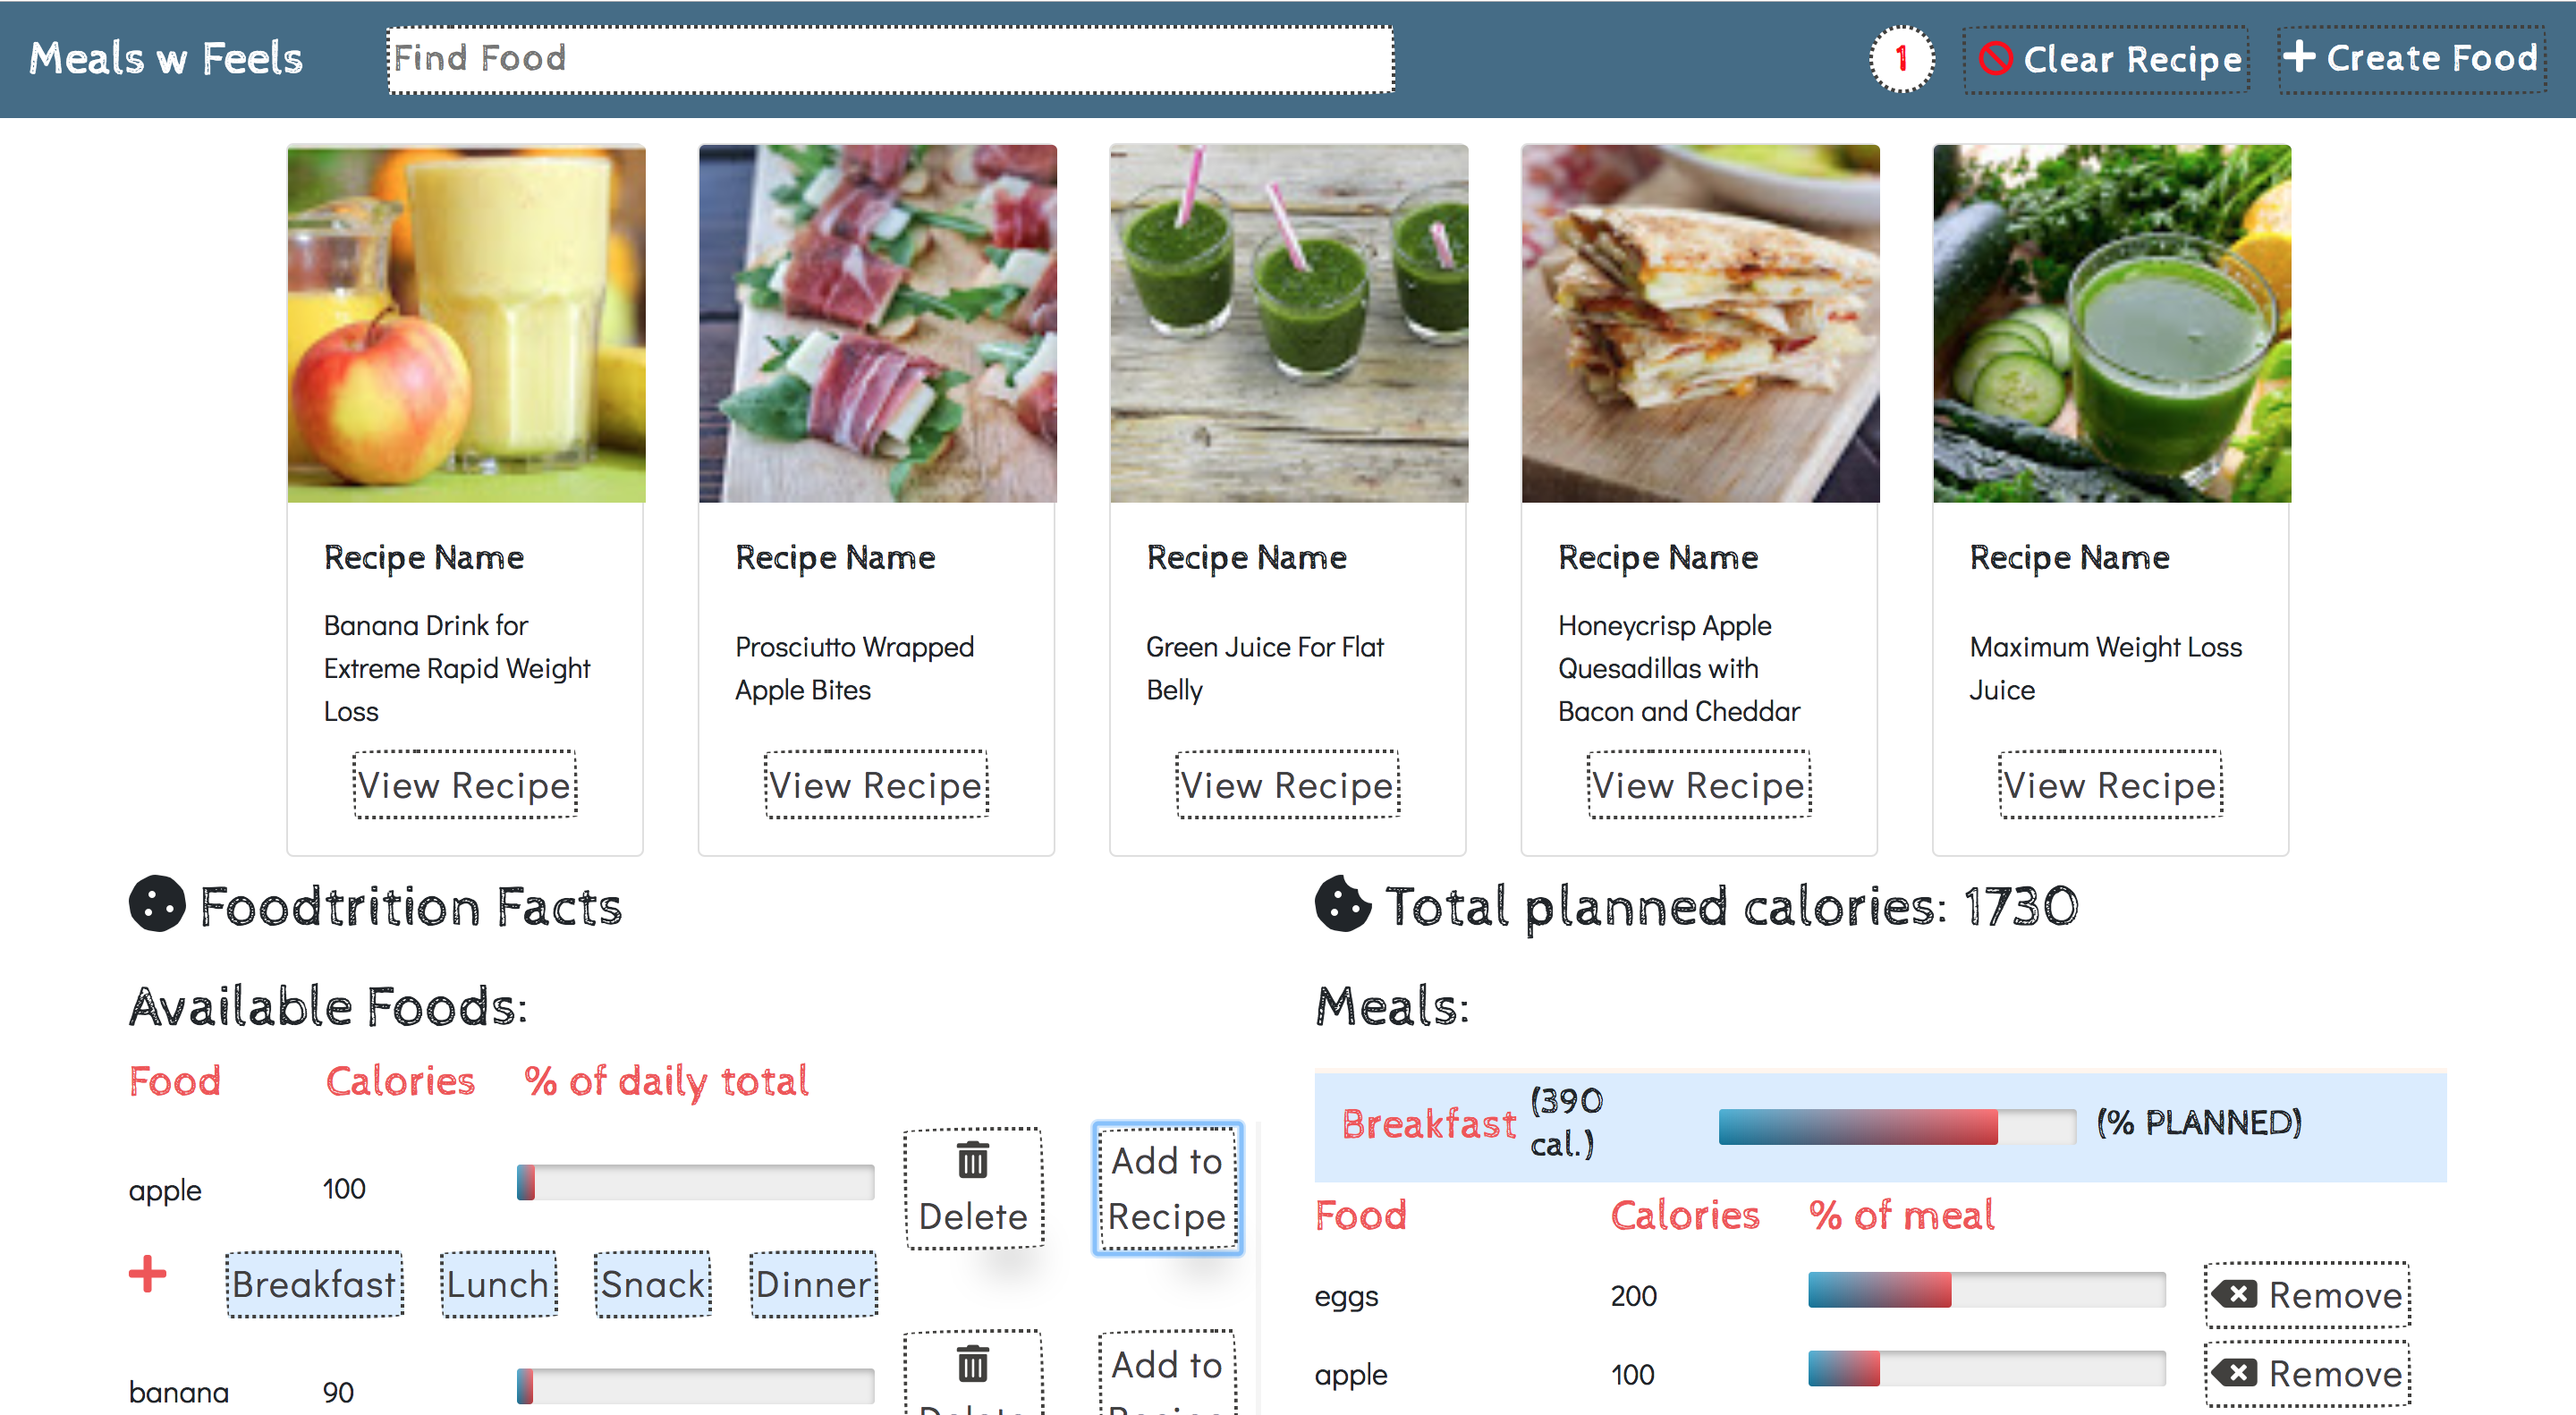 Meals w Feels
Find Food
1
Clear Recipe
Create Food
Recipe Name
Banana Drink for
Extreme Rapid Weight
Loss
View Recipe
Recipe Name
Prosciutto Wrapped
Apple Bites
View Recipe
Recipe Name
Green Juice For Flat
Belly
View Recipe
Recipe Name
Honeycrisp Apple
Quesadillas with
Bacon and Cheddar
View Recipe
Recipe Name
Maximum Weight Loss
Juice
View Recipe
Foodtrition Facts
Available Foods:
Food Calories % of daily total
apple 100
Delete
Add to
Recipe
Breakfast Lunch Snack Dinner
banana 90
Delete
Add to
Recipe
Total planned calories: 1730
Meals:
Breakfast (390
cal.)
(% PLANNED)
Food Calories % of meal
eggs 200 Remove
apple 100 Remove